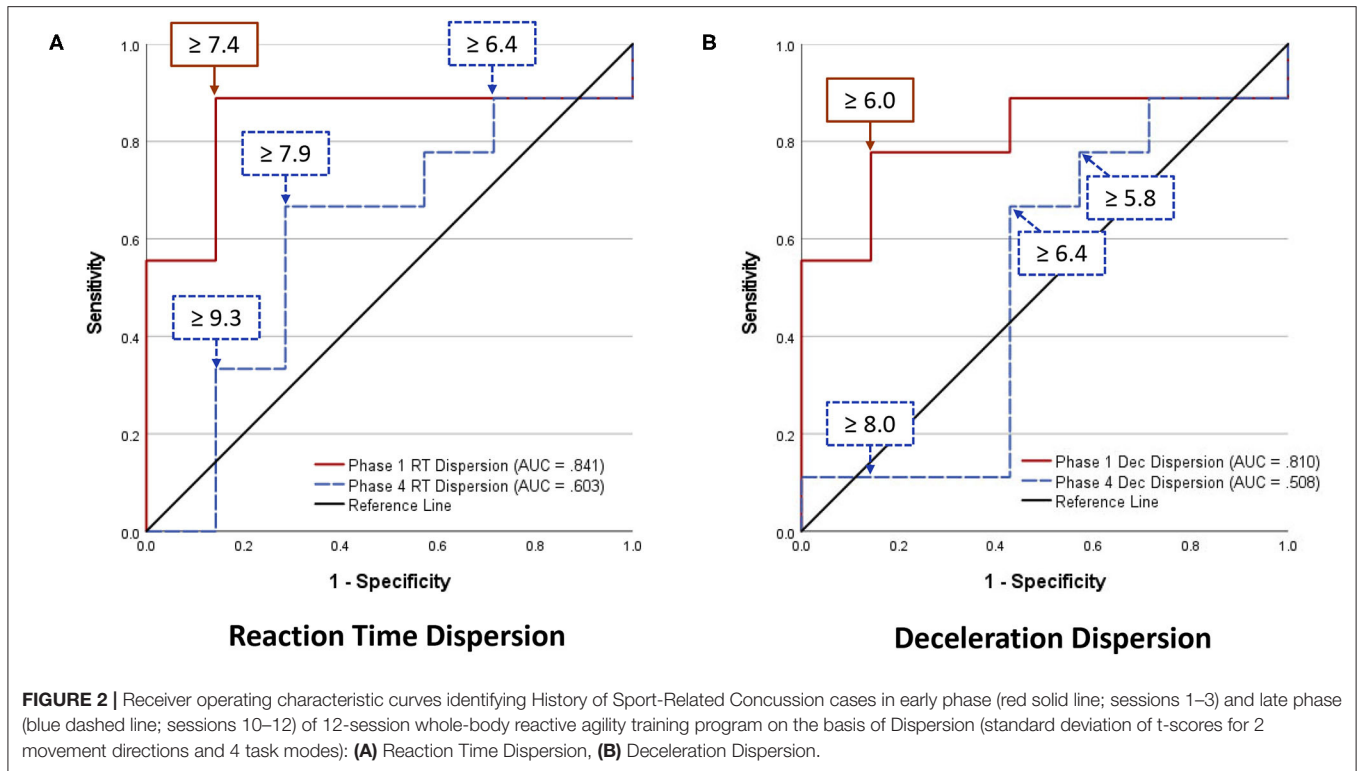 A
≥ 7.4
≥ 6.4
≥ 7.9
≥ 9.3
1.0
0.8
0.6
0.4
0.2
0.0
Sensitivity
Phase 1 RT Dispersion (AUC = .841)
Phase 4 RT Dispersion (AUC = .603)
Reference Line
0.0 0.2 0.4 0.6 0.8 1.0
1 - Specificity
Reaction Time Dispersion
B
≥ 6.0
≥ 5.8
≥ 6.4
≥ 8.0
1.0
0.8
0.6
0.4
0.2
0.0
Sensitivity
Phase 1 Dec Dispersion (AUC = .810)
Phase 4 Dec Dispersion (AUC = .508)
Reference Line
0.0 0.2 0.4 0.6 0.8 1.0
1 - Specificity
Deceleration Dispersion
FIGURE 2 | Receiver operating characteristic curves identifying History of Sport-Related Concussion cases in early phase (red solid line; sessions 1–3) and late phase
(blue dashed line; sessions 10–12) of 12-session whole-body reactive agility training program on the basis of Dispersion (standard deviation of t-scores for 2
movement directions and 4 task modes): (A) Reaction Time Dispersion, (B) Deceleration Dispersion.